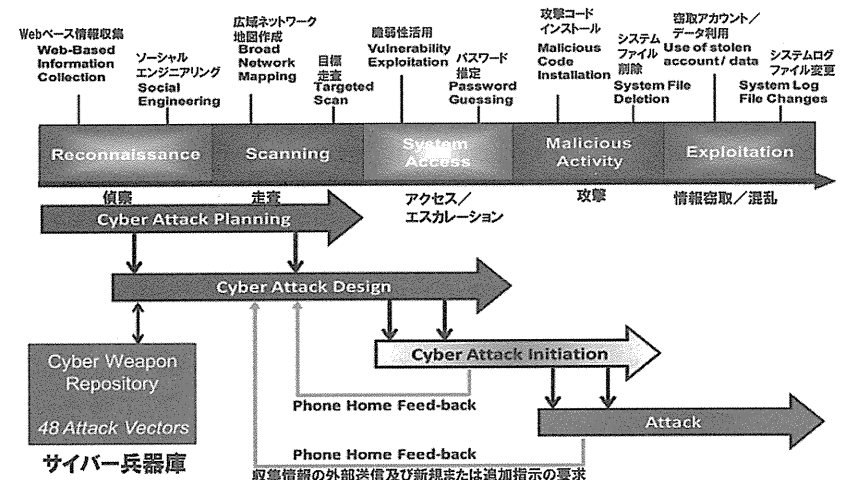 Webベース情報収集
Web-Based
Information
Collection
ソーシャル
エンジニアリング
Social
Engineering
広域ネットワーク
地図作成
Broad
Network
Mapping
目標
走査
Targeted
Scan
脆弱性活用
Vulnerability
Exploitation
パスワード
推定
Password
Guessing
攻撃コード
インストール
Malicious
Code
Installation
システム
ファイル
削除
System File
Deletion
窃取アカウント／
データ利用
Use of stolen
account / data
システムログ
ファイル変更
System Log
File Changes
Reconnaissance
Scanning
System
Access
Malicious
Activity
Exploitation
偵察
走査
アクセス／
エスカレーション
攻撃
情報窃取／混乱
Cyber Attack Planning
Cyber Attack Design
Cyber Weapon
Repository
48 Attack Vectors
サイバー兵器庫
Cyber Attack Initiation
Phone Home Feed-back
Attack
Phone Home Feed-back
収集情報の外部送信及び新規または追加指示の要求